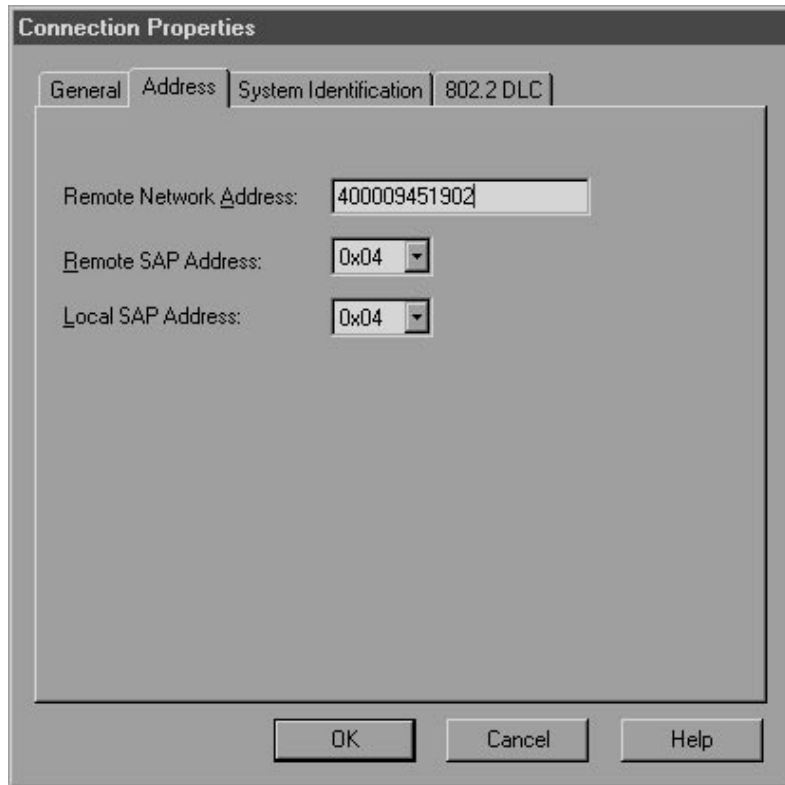 Connection Properties
General Address System Identification 802.2 DLC
Remote Network Address: 400009451902
Remote SAP Address: 0x04
Local SAP Address: 0x04
OK Cancel Help